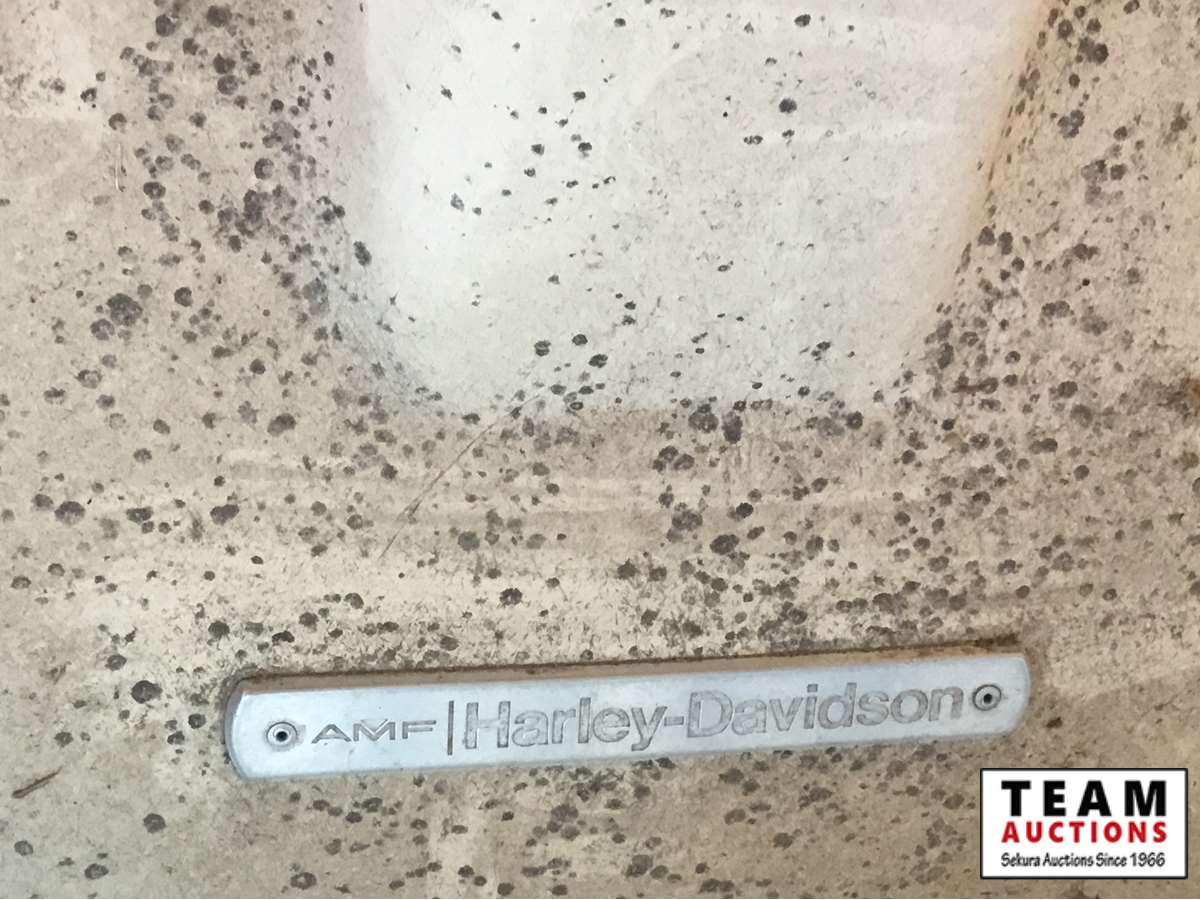 AMF | Harley-Davidson
TEAM
AUCTIONS
Sekura Auctions Since 1966